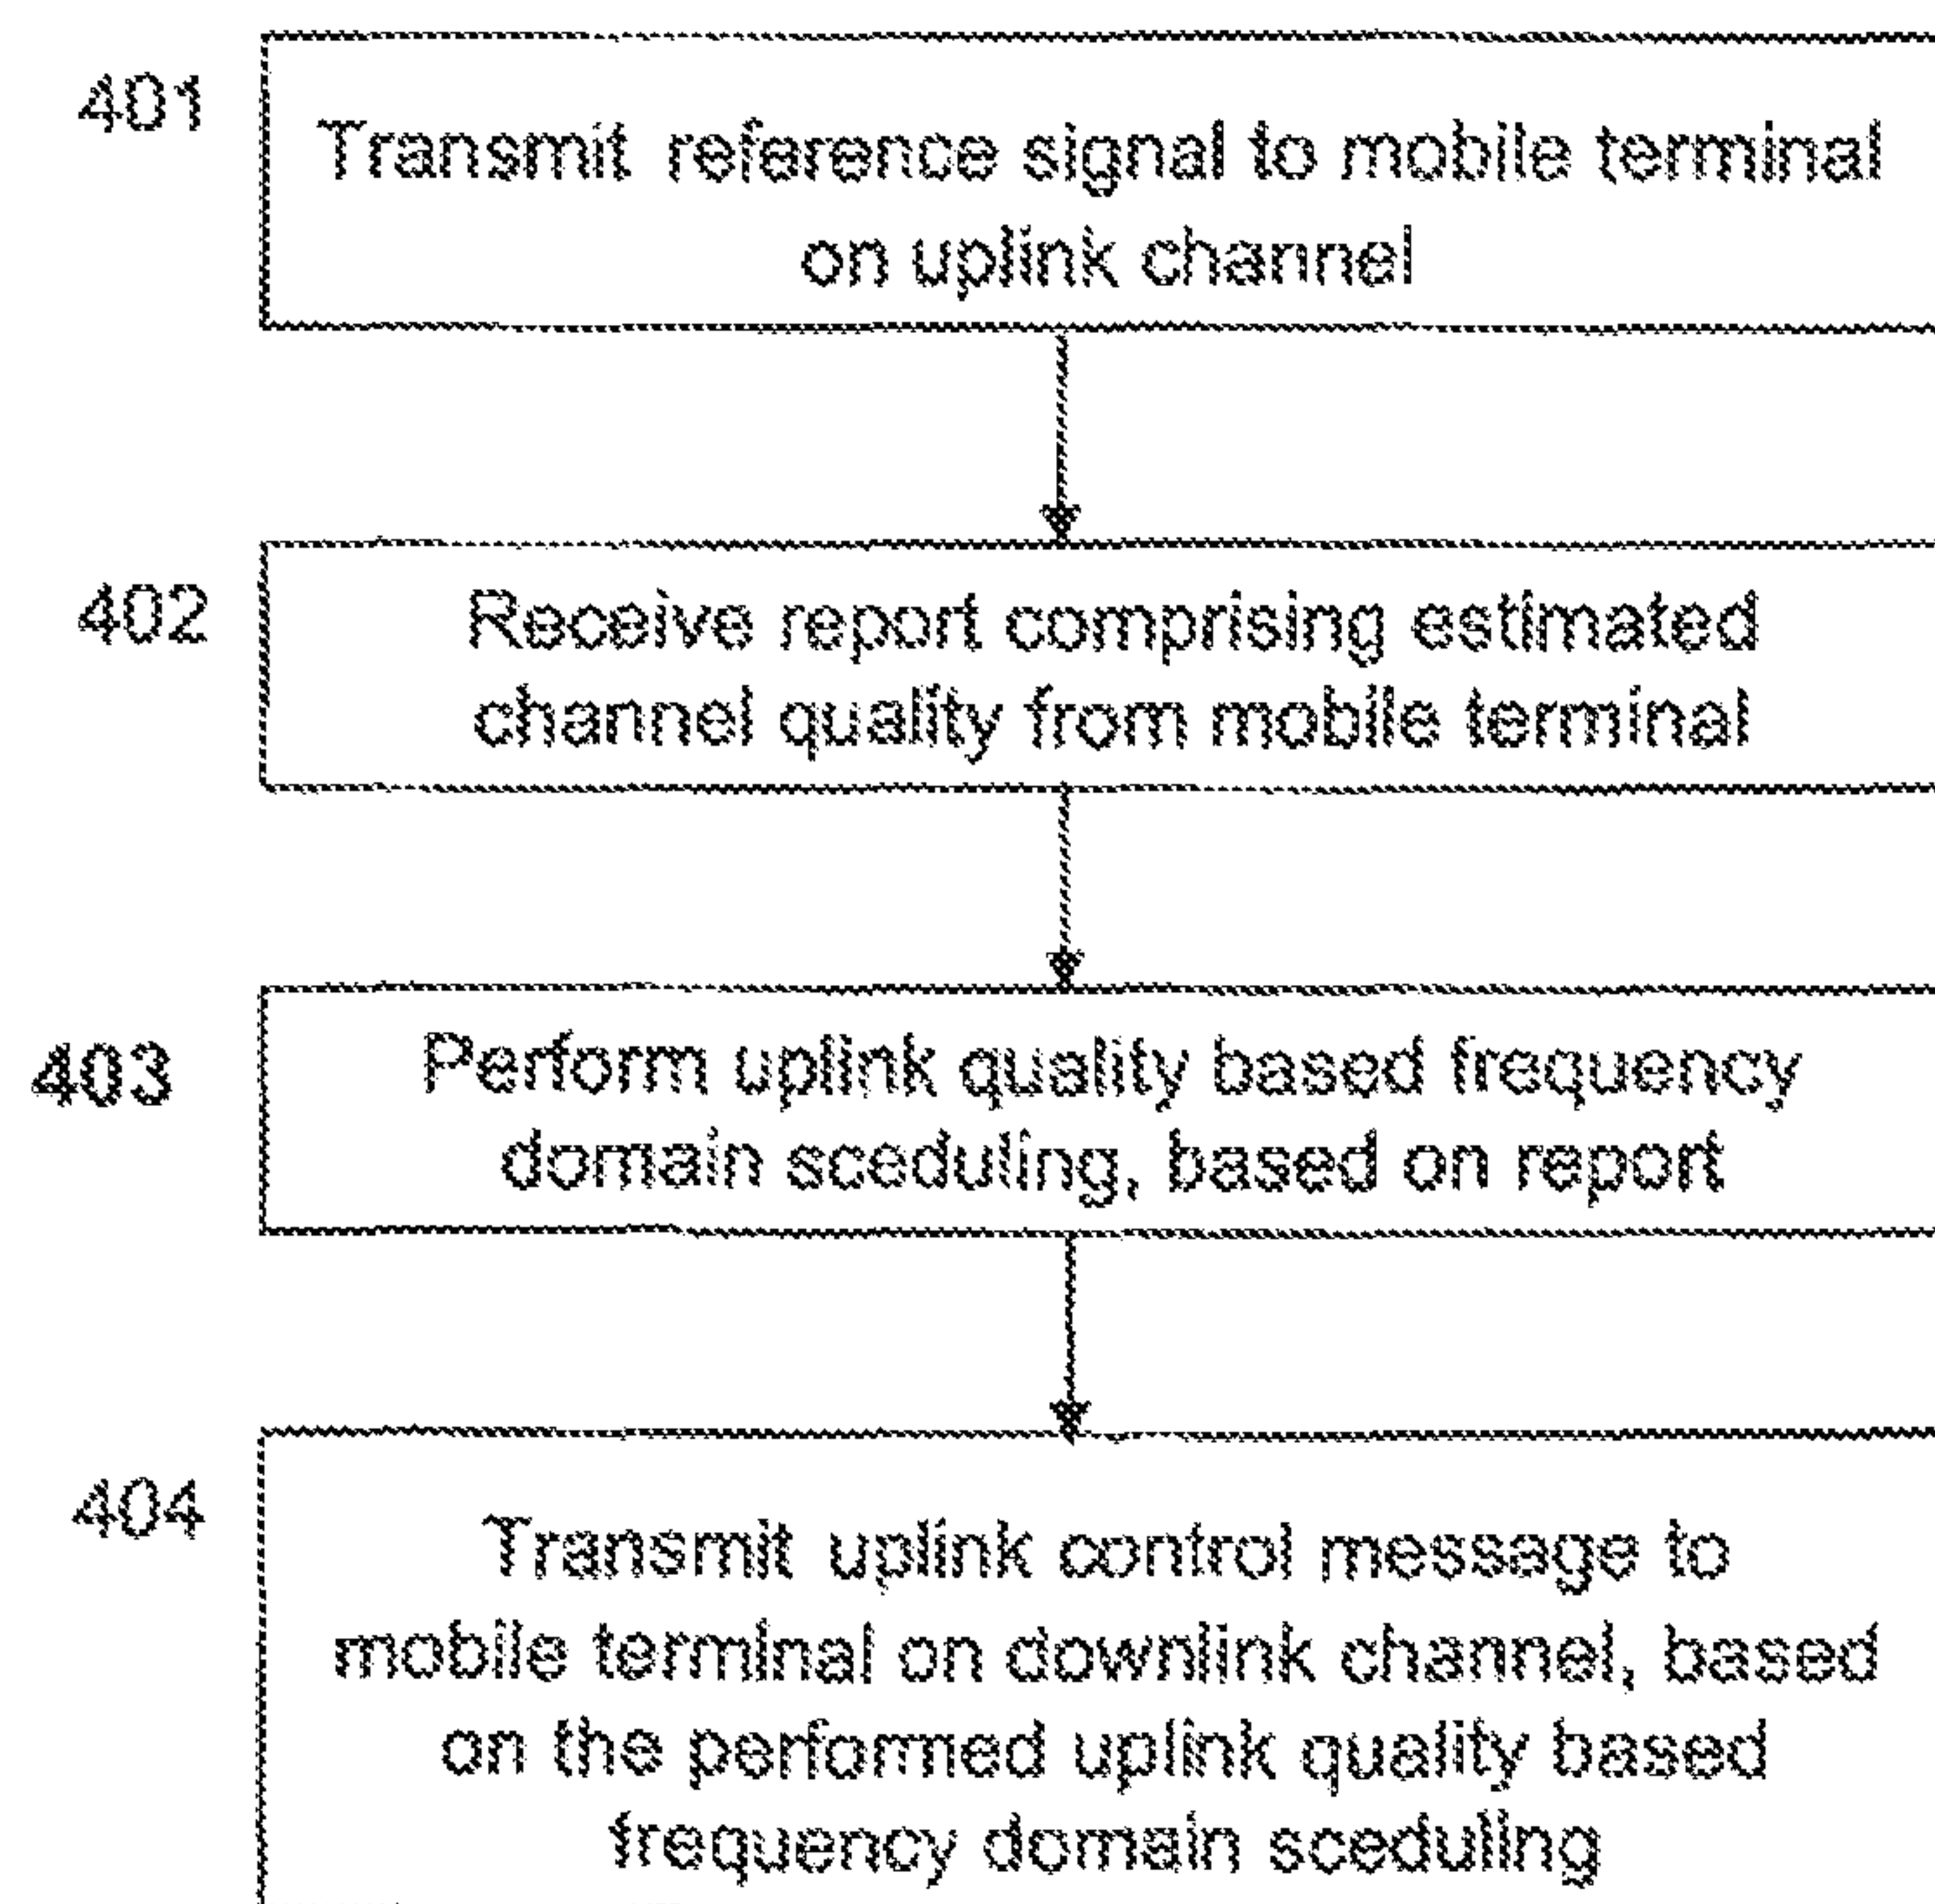 401
Transmit reference signal to mobile terminal
on uplink channel
402
Receive report comprising estimated
channel quality from mobile terminal
403
Perform uplink quality based frequency
domain sceduling, based on report
404
Transmit uplink control message to
mobile terminal on downlink channel, based
on the performed uplink quality based
frequency domain sceduling